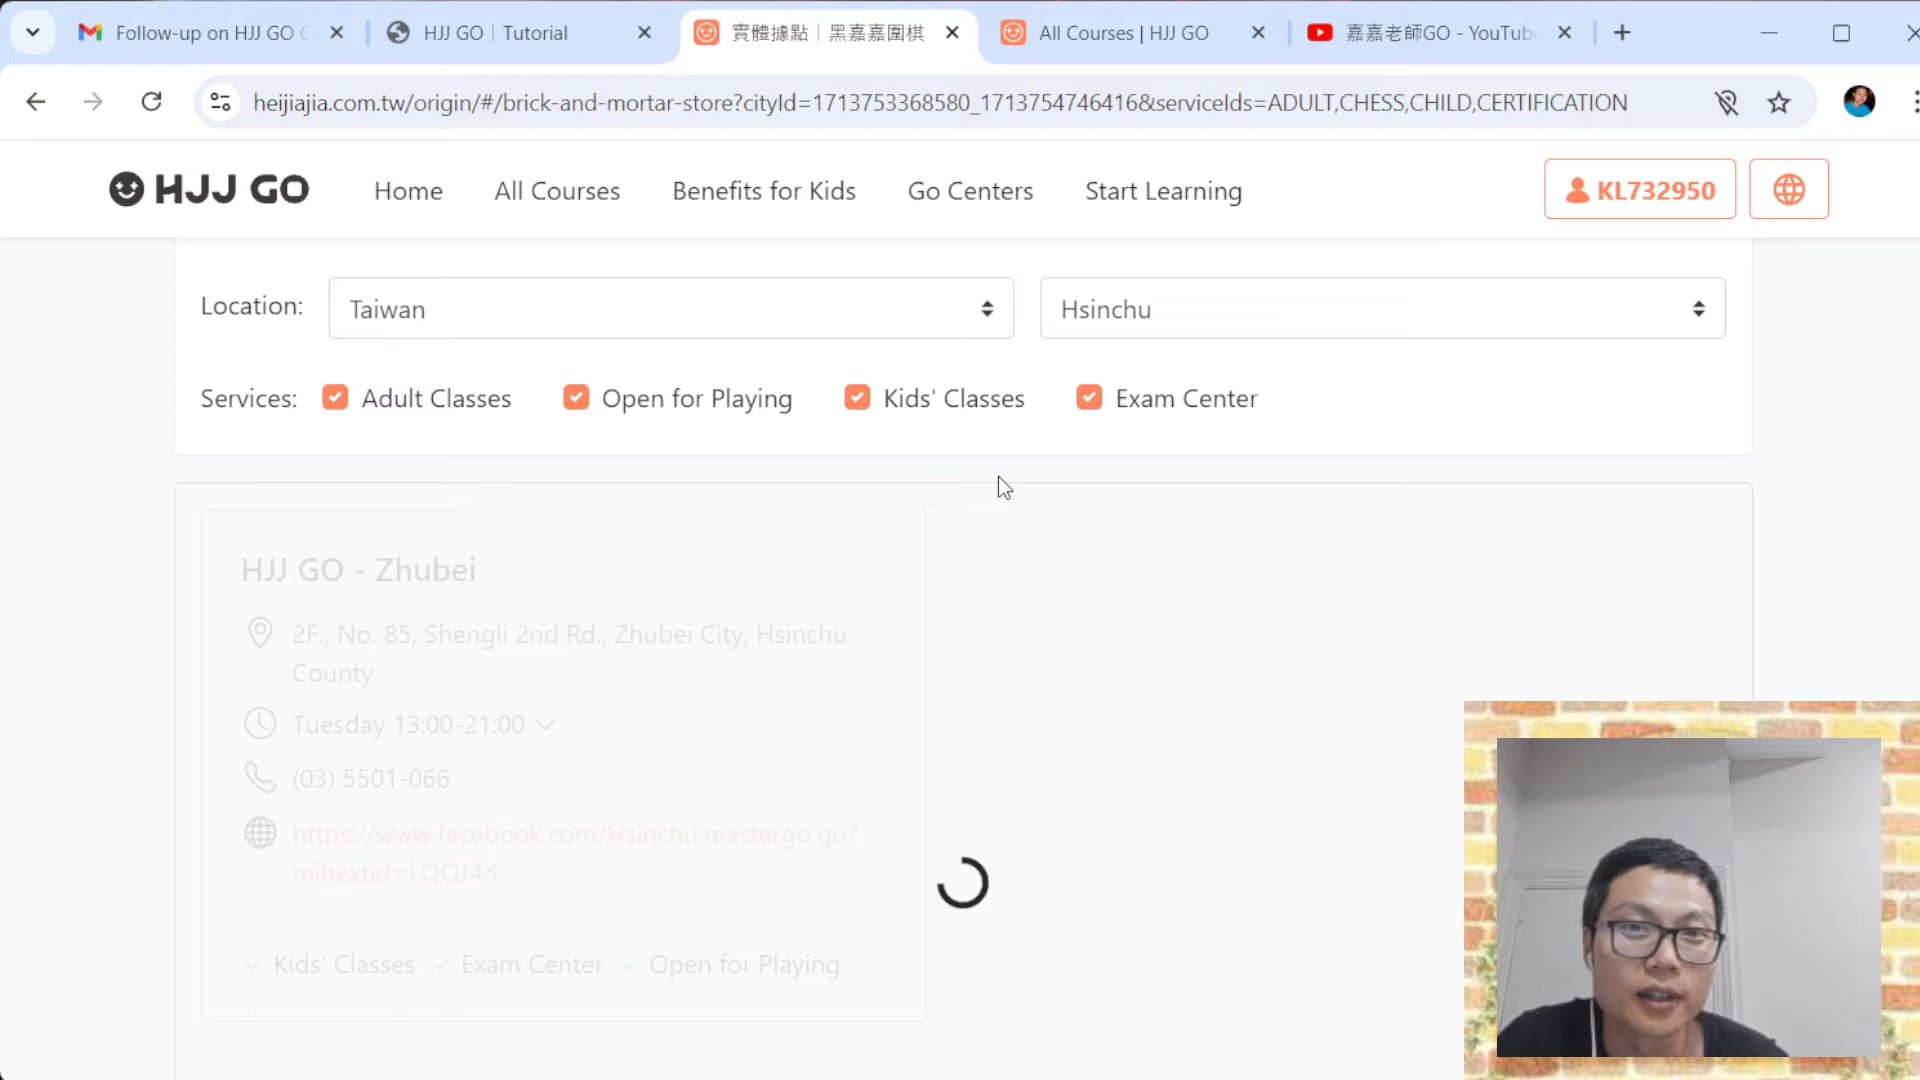 Follow-up on HJJ GO
HJJ GO | Tutorial
實體據點｜黑嘉嘉圍棋
All Courses | HJJ GO
嘉嘉老師GO - YouTub
heijiajia.com.tw/origin/#/brick-and-mortar-store?cityId=1713753368580_1713754746416&serviceIds=ADULT,CHESS,CHILD,CERTIFICATION
HJJ GO
Home
All Courses
Benefits for Kids
Go Centers
Start Learning
KL732950
Location:
Taiwan
Hsinchu
Services:
Adult Classes
Open for Playing
Kids' Classes
Exam Center
HJJ GO - Zhubei
2F., No. 85, Shengli 2nd Rd., Zhubei City, Hsinchu
County
Tuesday 13:00-21:00
(03) 5501-066
https://www.facebook.com/Hsinchu.mastergo.go?
mibextid=LQQJ4d
Kids' Classes
Exam Center
Open for Playing